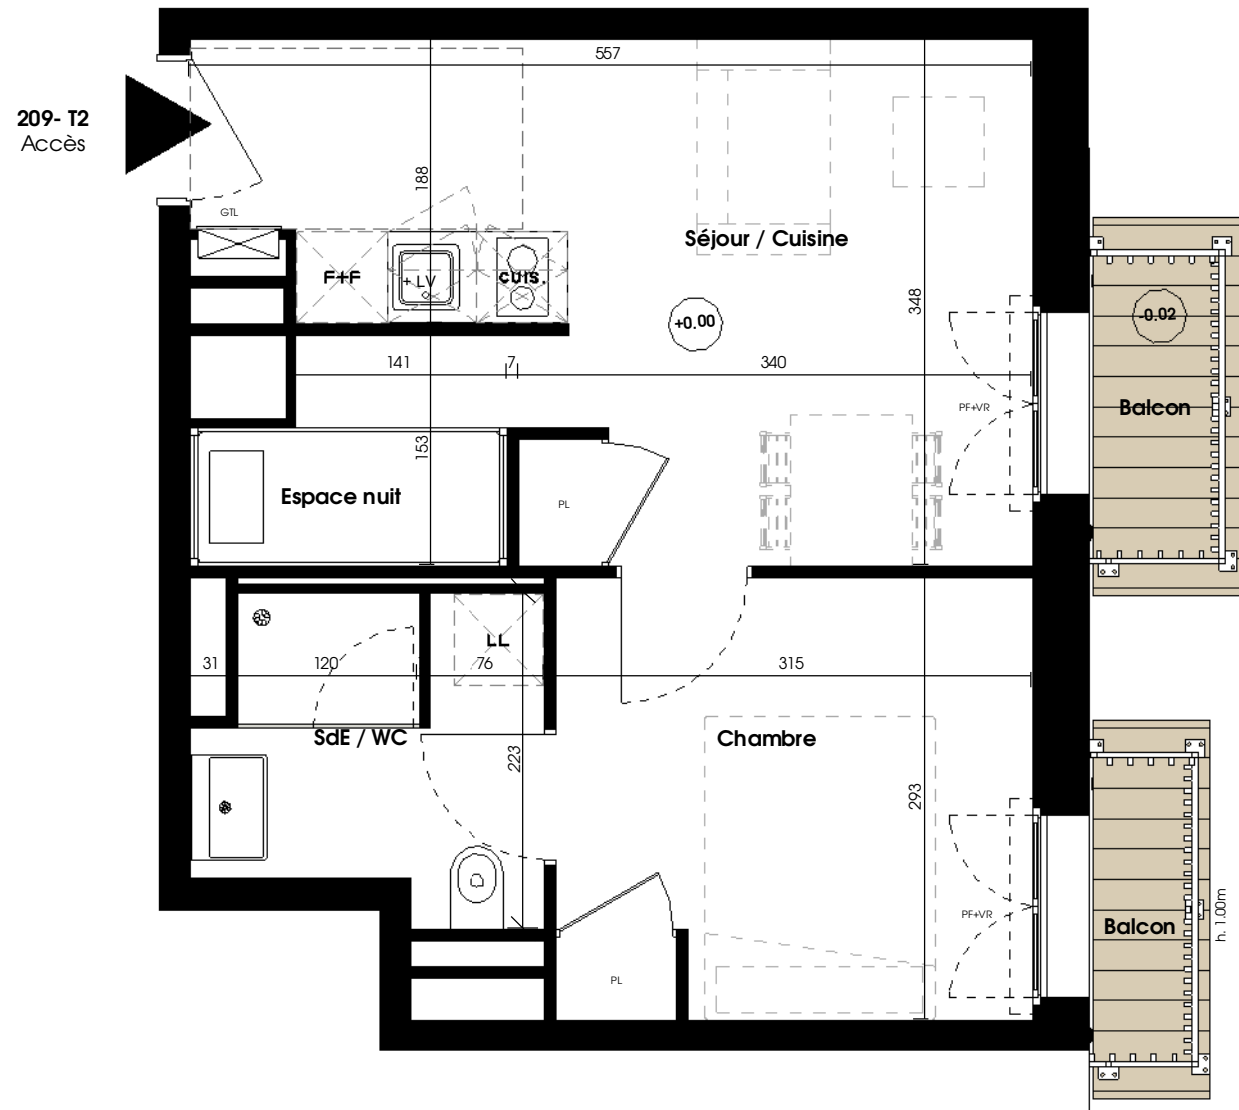 557
209- T2
Accès
188
GTL
Séjour / Cuisine
F+F
+ LV
CUIS.
348
+0.00
-0.02
141
7
340
PF+VR
Balcon
153
Espace nuit
PL
LL
31
120
76
315
SdE / WC
223
Chambre
293
PF+VR
Balcon
h. 1.00m
PL